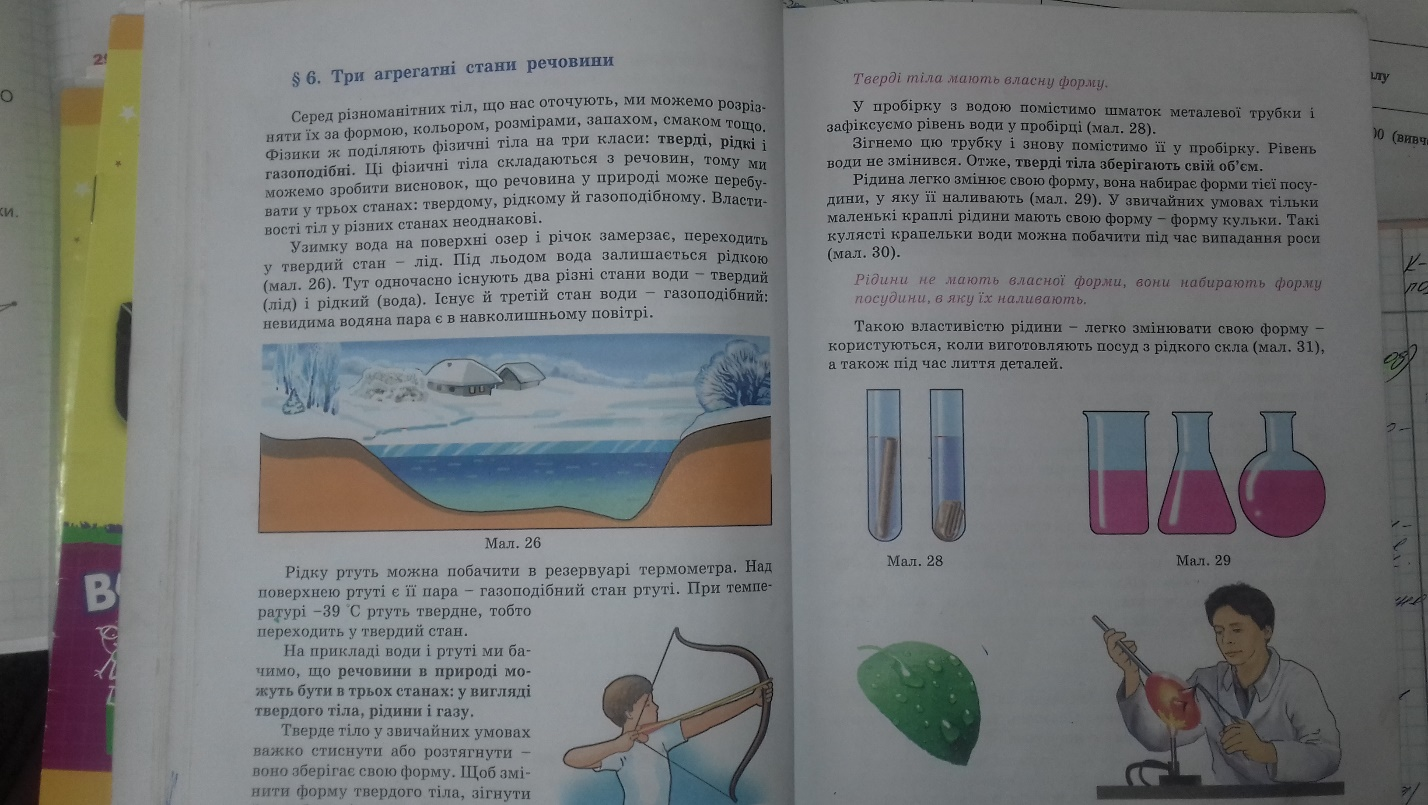 § 6. Три агрегатні стани речовини
Серед різноманітних тіл, що нас оточують, ми можемо розріз-
няти їх за формою, кольором, розмірами, запахом, смаком тощо.
Фізики ж поділяють фізичні тіла на три класи: тверді, рідкі і
газоподібні. Ці фізичні тіла складаються з речовин, тому ми
можемо зробити висновок, що речовина у природі може перебу-
вати у трьох станах: твердому, рідкому й газоподібному. Власти-
вості тіл у різних станах неоднакові.
Узимку вода на поверхні озер і річок замерзає, переходить
у твердий стан – лід. Під льодом вода залишається рідкою
(мал. 26). Тут одночасно існують два різні стани води – твердий
(лід) і рідкий (вода). Існує й третій стан води – газоподібний:
невидима водяна пара є в навколишньому повітрі.
Мал. 26
Рідку ртуть можна побачити в резервуарі термометра. Над
поверхнею ртуті є її пара – газоподібний стан ртуті. При темпе-
ратурі –39 °С ртуть твердне, тобто
переходить у твердий стан.
На прикладі води і ртуті ми ба-
чимо, що речовини в природі мо-
жуть бути в трьох станах: у вигляді
твердого тіла, рідини і газу.
Тверде тіло у звичайних умовах
важко стиснути або розтягнути –
воно зберігає свою форму. Щоб змі-
нити форму твердого тіла, зігнути
Тверді тіла мають власну форму.
У пробірку з водою помістимо шматок металевої трубки і
зафіксуємо рівень води у пробірці (мал. 28).
Зігнемо цю трубку і знову помістимо її у пробірку. Рівень
води не змінився. Отже, тверді тіла зберігають свій об'єм.
Рідина легко змінює свою форму, вона набирає форми тієї посу-
дини, у яку її наливають (мал. 29). У звичайних умовах тільки
маленькі краплі рідини мають свою форму – форму кульки. Такі
кулясті крапельки води можна побачити під час випадання роси
(мал. 30).
Рідини не мають власної форми, вони набирають форму
посудини, в яку їх наливають.
Такою властивістю рідини – легко змінювати свою форму –
користуються, коли виготовляють посуд з рідкого скла (мал. 31),
а також під час лиття деталей.
Мал. 28
Мал. 29